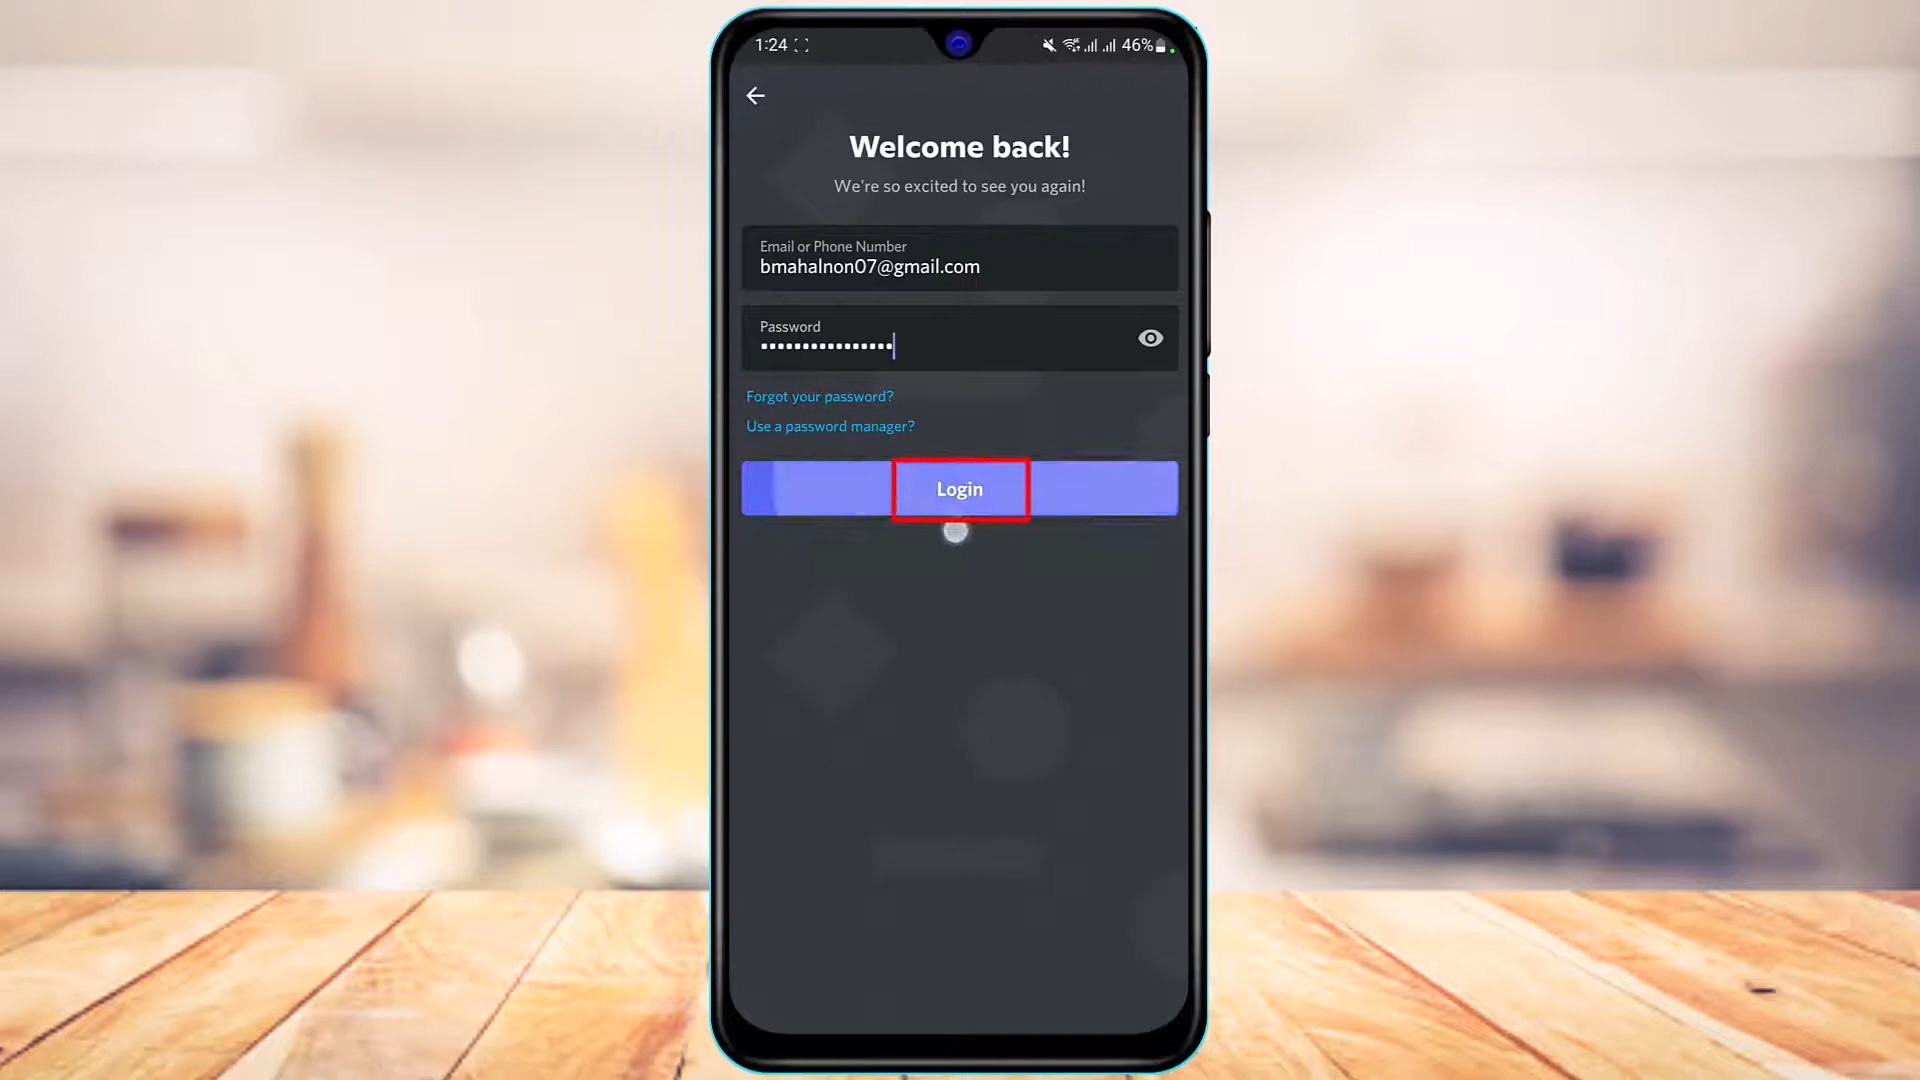 1:24 46%
Welcome back!
We're so excited to see you again!
Email or Phone Number
bmahalnon07@gmail.com
Password
••••••••••••••••
Forgot your password?
Use a password manager?
Login